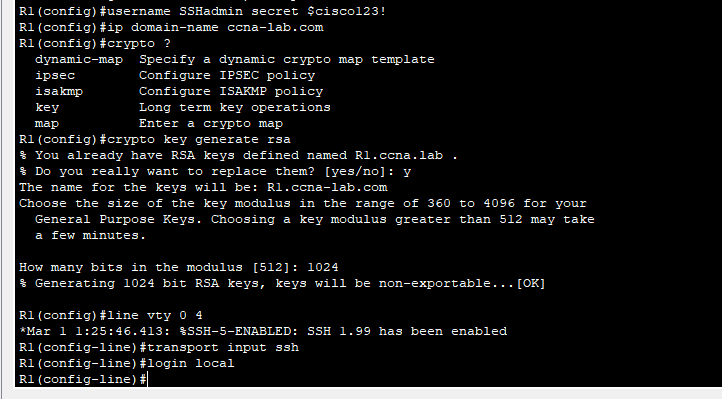 R1(config)#username SSHadmin secret $cisco123!
R1(config)#ip domain-name ccna-lab.com
R1(config)#crypto ?
  dynamic-map  Specify a dynamic crypto map template
  ipsec        Configure IPSEC policy
  isakmp       Configure ISAKMP policy
  key          Long term key operations
  map          Enter a crypto map
R1(config)#crypto key generate rsa
% You already have RSA keys defined named R1.ccna.lab .
% Do you really want to replace them? [yes/no]: y
The name for the keys will be: R1.ccna-lab.com
Choose the size of the key modulus in the range of 360 to 4096 for your
  General Purpose Keys. Choosing a key modulus greater than 512 may take
  a few minutes.
How many bits in the modulus [512]: 1024
% Generating 1024 bit RSA keys, keys will be non-exportable...[OK]
R1(config)#line vty 0 4
*Mar 1 1:25:46.413: %SSH-5-ENABLED: SSH 1.99 has been enabled
R1(config-line)#transport input ssh
R1(config-line)#login local
R1(config-line)#